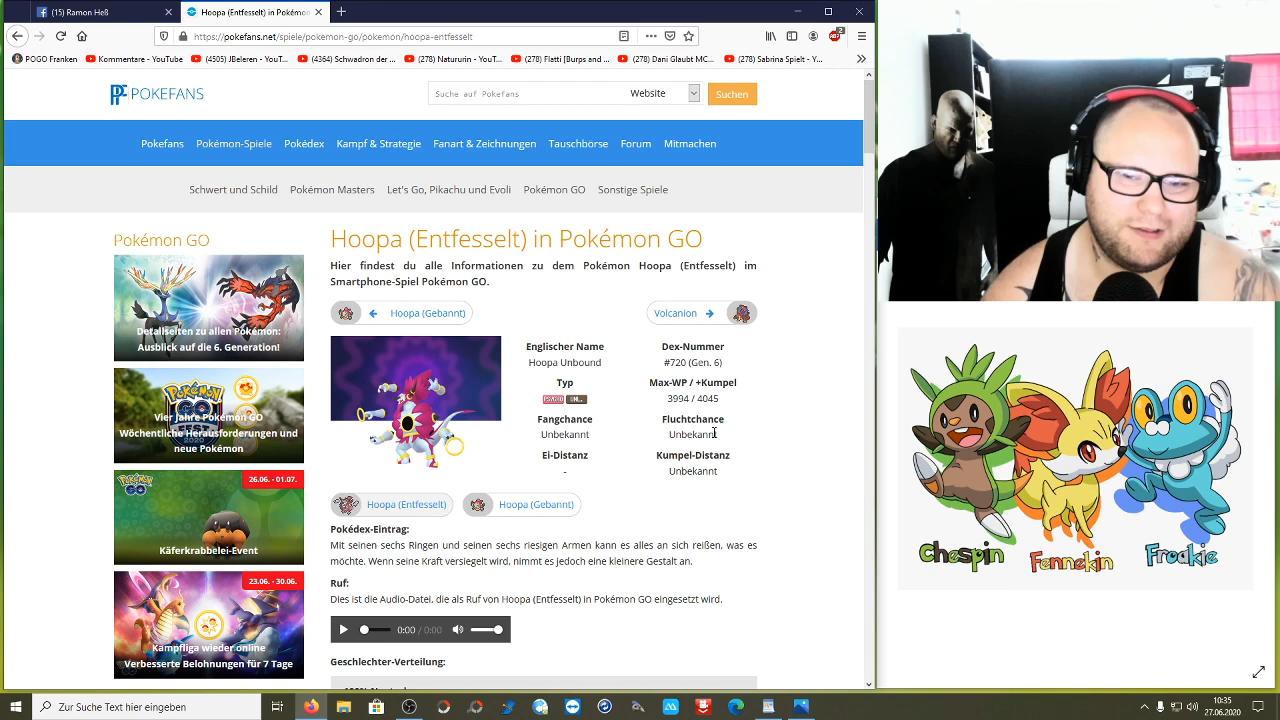 (15) Ramon Heß
Hoopa (Entfesselt) in Pokémon
https://pokefans.net/spiele/pokemon-go/pokemon/hoopa-entfesselt
2
POGO Franken
Kommentare - YouTube
(4505) JBeleren - YouT...
(4364) Schwadron der ...
(278) Naturuin - YouT...
(278) Flatti [Burps and ...
(278) Dani Glaubt MC...
(278) Sabrina Spielt - Y...
POKEFANS
Suche auf Pokefans
Website
Suchen
Pokefans Pokémon-Spiele Pokédex Kampf & Strategie Fanart & Zeichnungen Tauschbörse Forum Mitmachen
Schwert und Schild Pokémon Masters Let's Go, Pikachu und Evoli Pokémon GO Sonstige Spiele
Pokémon GO
Detailseiten zu allen Pokémon:
Ausblick auf die 6. Generation!
Vier Jahre Pokémon GO
Wöchentliche Herausforderungen und
neue Pokémon
26.06. - 01.07.
Käferkrabbelei-Event
23.06. - 30.06.
Kampfliga wieder online
Verbesserte Belohnungen für 7 Tage
Hoopa (Entfesselt) in Pokémon GO
Hier findest du alle Informationen zu dem Pokémon Hoopa (Entfesselt) im
Smartphone-Spiel Pokémon GO.
Hoopa (Gebannt)
Volcanion
Englischer Name
Hoopa Unbound
Dex-Nummer
#720 (Gen. 6)
Typ
Max-WP / +Kumpel
3994 / 4045
Fangchance
Unbekannt
Fluchtchance
Unbekannt
Ei-Distanz
-
Kumpel-Distanz
Unbekannt
Hoopa (Entfesselt)
Hoopa (Gebannt)
Pokédex-Eintrag:
Mit seinen sechs Ringen und seinen sechs riesigen Armen kann es alles an sich reißen, was es
möchte. Wenn seine Kraft versiegelt wird, nimmt es jedoch eine kleinere Gestalt an.
Ruf:
Dies ist die Audio-Datei, die als Ruf von Hoopa (Entfesselt) in Pokémon GO eingesetzt wird.
0:00 / 0:00
Geschlechter-Verteilung:
Chespin
Fennekin
Froakie
Zur Suche Text hier eingeben
10:35
27.06.2020